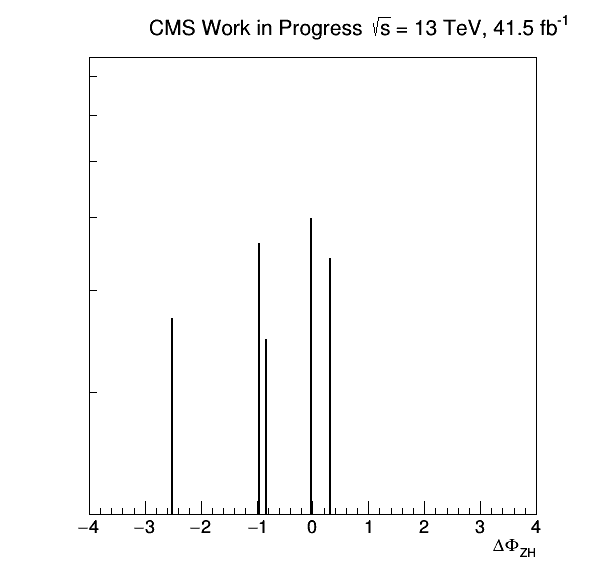 CMS Work in Progress √s = 13 TeV, 41.5 fb⁻¹
−4 −3 −2 −1 0 1 2 3 4
ΔΦ_ZH